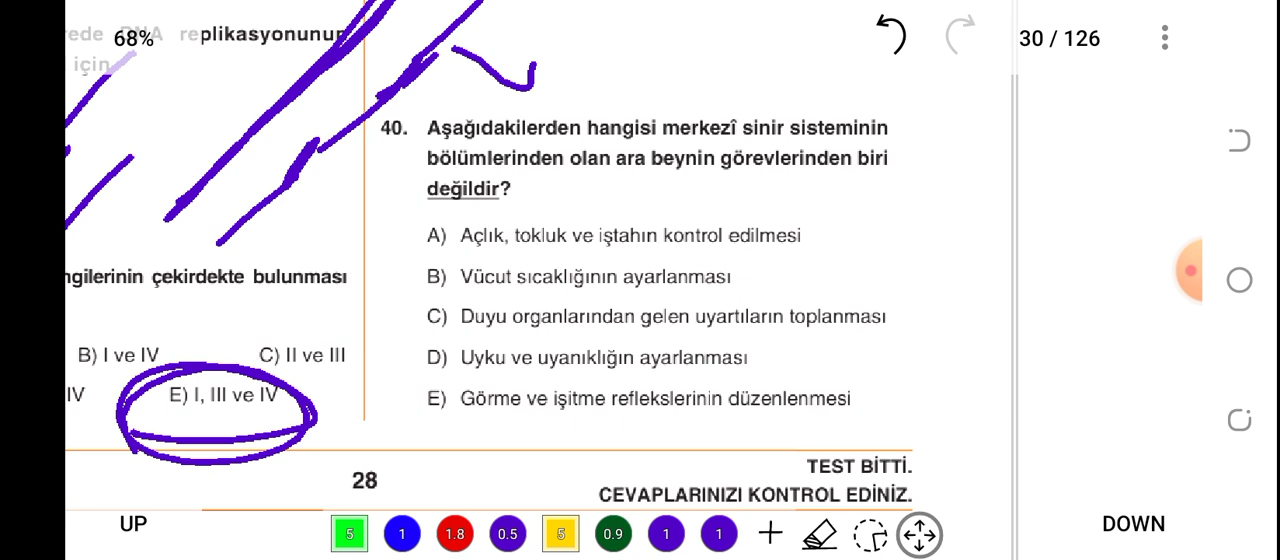 68%
rede DNA replikasyonunun
için
30 / 126
ngilerinin çekirdekte bulunması
B) I ve IV
C) II ve III
IV
E) I, III ve IV
40. Aşağıdakilerden hangisi merkezî sinir sisteminin
bölümlerinden olan ara beynin görevlerinden biri
değildir?
A) Açlık, tokluk ve iştahın kontrol edilmesi
B) Vücut sıcaklığının ayarlanması
C) Duyu organlarından gelen uyartıların toplanması
D) Uyku ve uyanıklığın ayarlanması
E) Görme ve işitme reflekslerinin düzenlenmesi
28
TEST BİTTİ.
CEVAPLARINIZI KONTROL EDİNİZ.
UP
5
1
1.8
0.5
5
0.9
1
1
DOWN